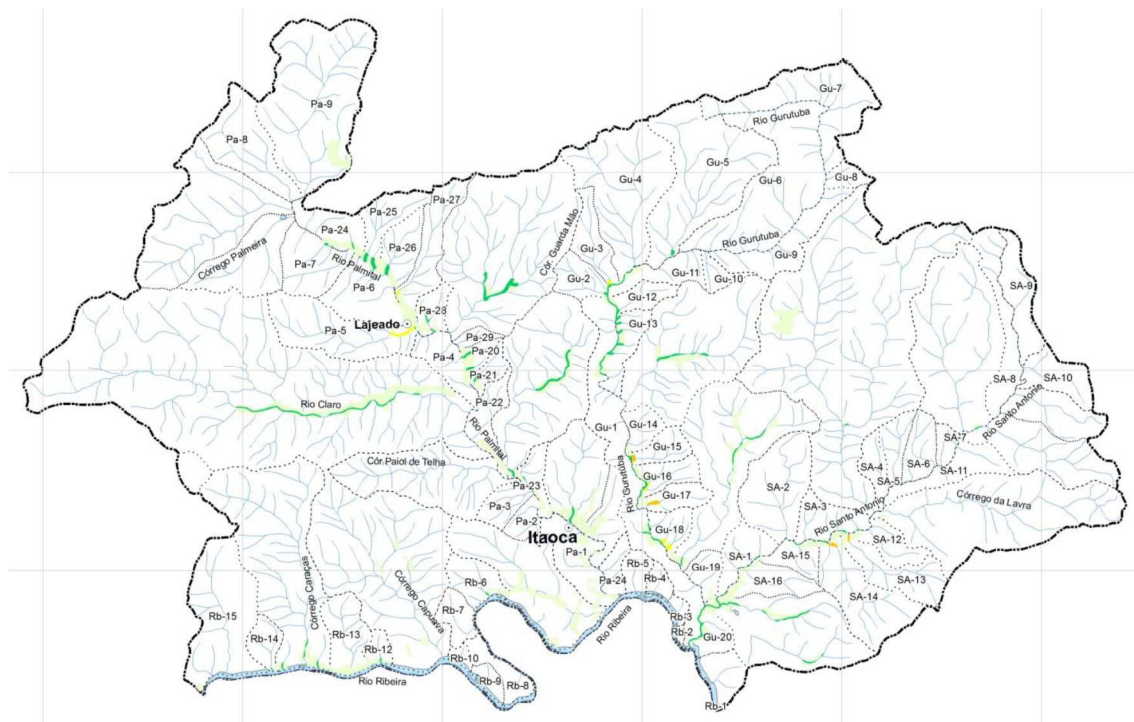 Gu-7
Pa-9
Rio Gurutuba
Pa-8
Gu-5
Gu-4
Gu-6
Gu-8
Pa-27
Pa-25
Pa-24
Córrego Palmeira
Cór. Guarda Mão
Rio Gurutuba
Gu-3
Pa-26
Gu-9
Rio Palmital
Pa-7
Gu-11
Gu-10
Gu-2
Pa-6
SA-9
Gu-12
Pa-28
Lajeado
Gu-13
Pa-5
Pa-29
Pa-20
Pa-4
Pa-21
SA-8
SA-10
Pa-22
Rio Claro
Rio Santo Antonio
Gu-1
Gu-14
Rio Palmital
SA-7
Gu-15
Cór.Paiol de Telha
SA-4
SA-6
SA-11
Gu-16
Rio Gurutuba
SA-5
Pa-23
SA-2
Gu-17
Córrego da Lavra
Pa-3
SA-3
Pa-2
Rio Santo Antonio
Gu-18
Itaoca
SA-12
Pa-1
SA-1
SA-15
Rb-5
Gu-19
Córrego Caraças
Rb-6
Pa-24
Rb-4
SA-16
SA-13
Córrego Capuava
SA-14
Rb-7
Rb-15
Rb-3
Rio Ribeira
Rb-2
Rb-13
Gu-20
Rb-14
Rb-12
Rb-10
Rio Ribeira
Rb-9
Rb-8
Rb-1